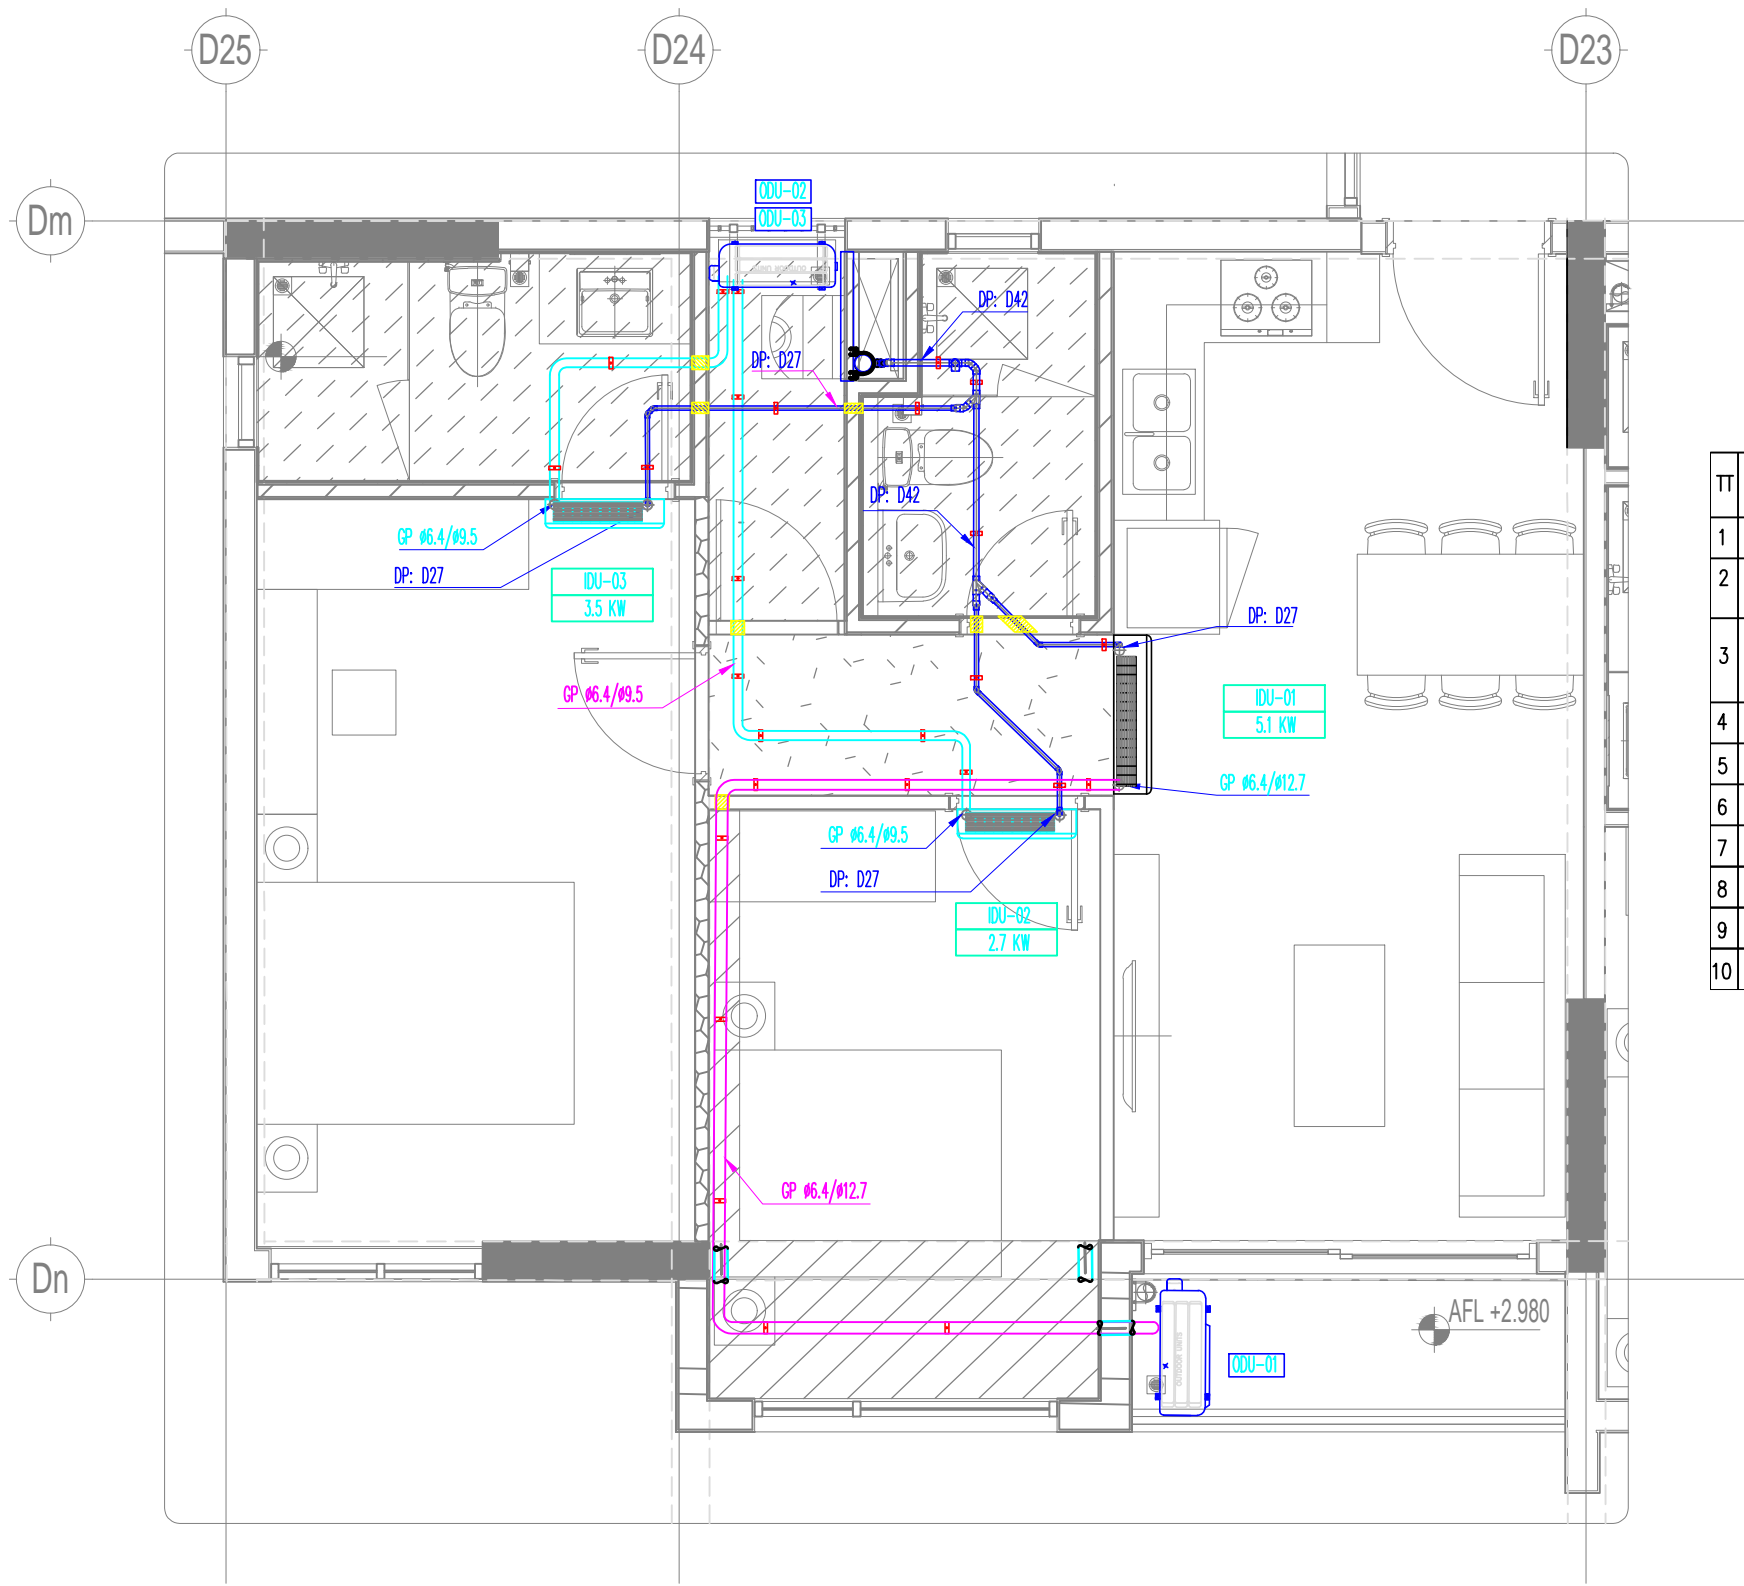 D25
D24
D23
Dm
ODU-02
ODU-03
OUTDOOR UNIT
DP: D42
DP: D27
DP: D42
GP ø6.4/ø9.5
DP: D27
IDU-03
3.5 KW
DP: D27
GP ø6.4/ø9.5
IDU-01
5.1 KW
GP ø6.4/ø12.7
GP ø6.4/ø9.5
DP: D27
IDU-02
2.7 KW
GP ø6.4/ø12.7
Dn
AFL +2.980
OUTDOOR UNITS
ODU-01
TT
1
2
3
4
5
6
7
8
9
10